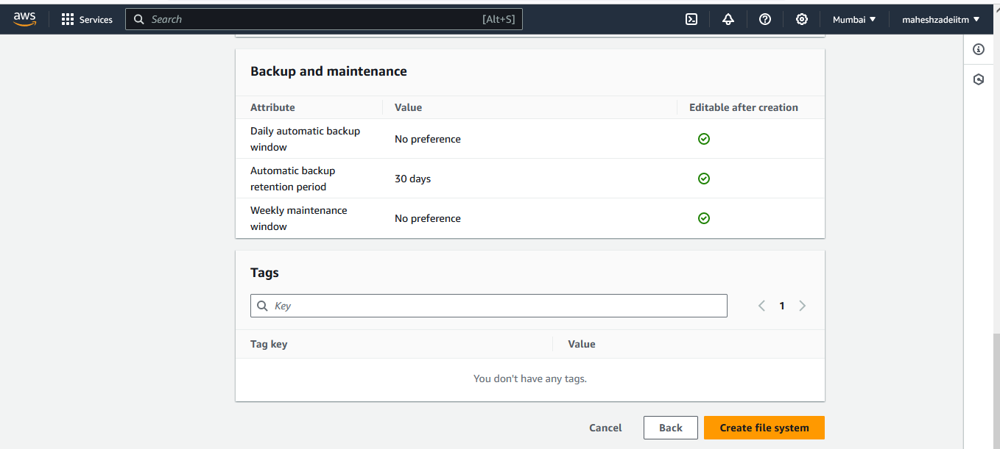 aws Services Search [Alt+S] Mumbai maheshzadeiitm
Backup and maintenance
Attribute Value Editable after creation
Daily automatic backup
window
No preference
Automatic backup
retention period
30 days
Weekly maintenance
window
No preference
Tags
Key
1
Tag key Value
You don't have any tags.
Cancel Back Create file system